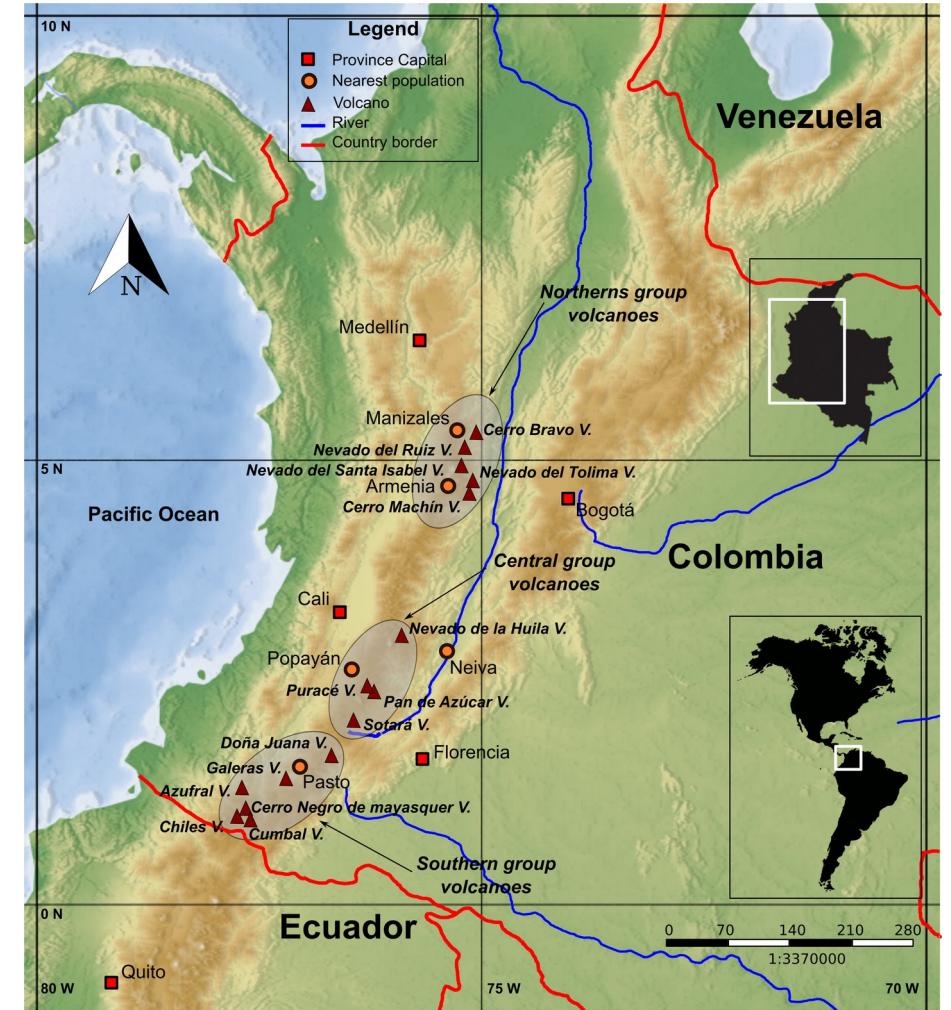 10 N
Legend
Province Capital
Nearest population
Volcano
River
Country border
Venezuela
N
Northerns group
volcanoes
Medellín
Manizales
Cerro Bravo V.
Nevado del Ruiz V.
5 N
Nevado del Santa Isabel V.
Nevado del Tolima V.
Armenia
Cerro Machín V.
Bogotá
Pacific Ocean
Colombia
Central group
volcanoes
Cali
Nevado de la Huila V.
Popayán
Neiva
Puracé V.
Pan de Azúcar V.
Sotará V.
Doña Juana V.
Florencia
Galeras V.
Pasto
Azufral V.
Cerro Negro de mayasquer V.
Chiles V.
Cumbal V.
Southern group
volcanoes
0 N
Ecuador
0 70 140 210 280
1:3370000
Quito
80 W
75 W
70 W